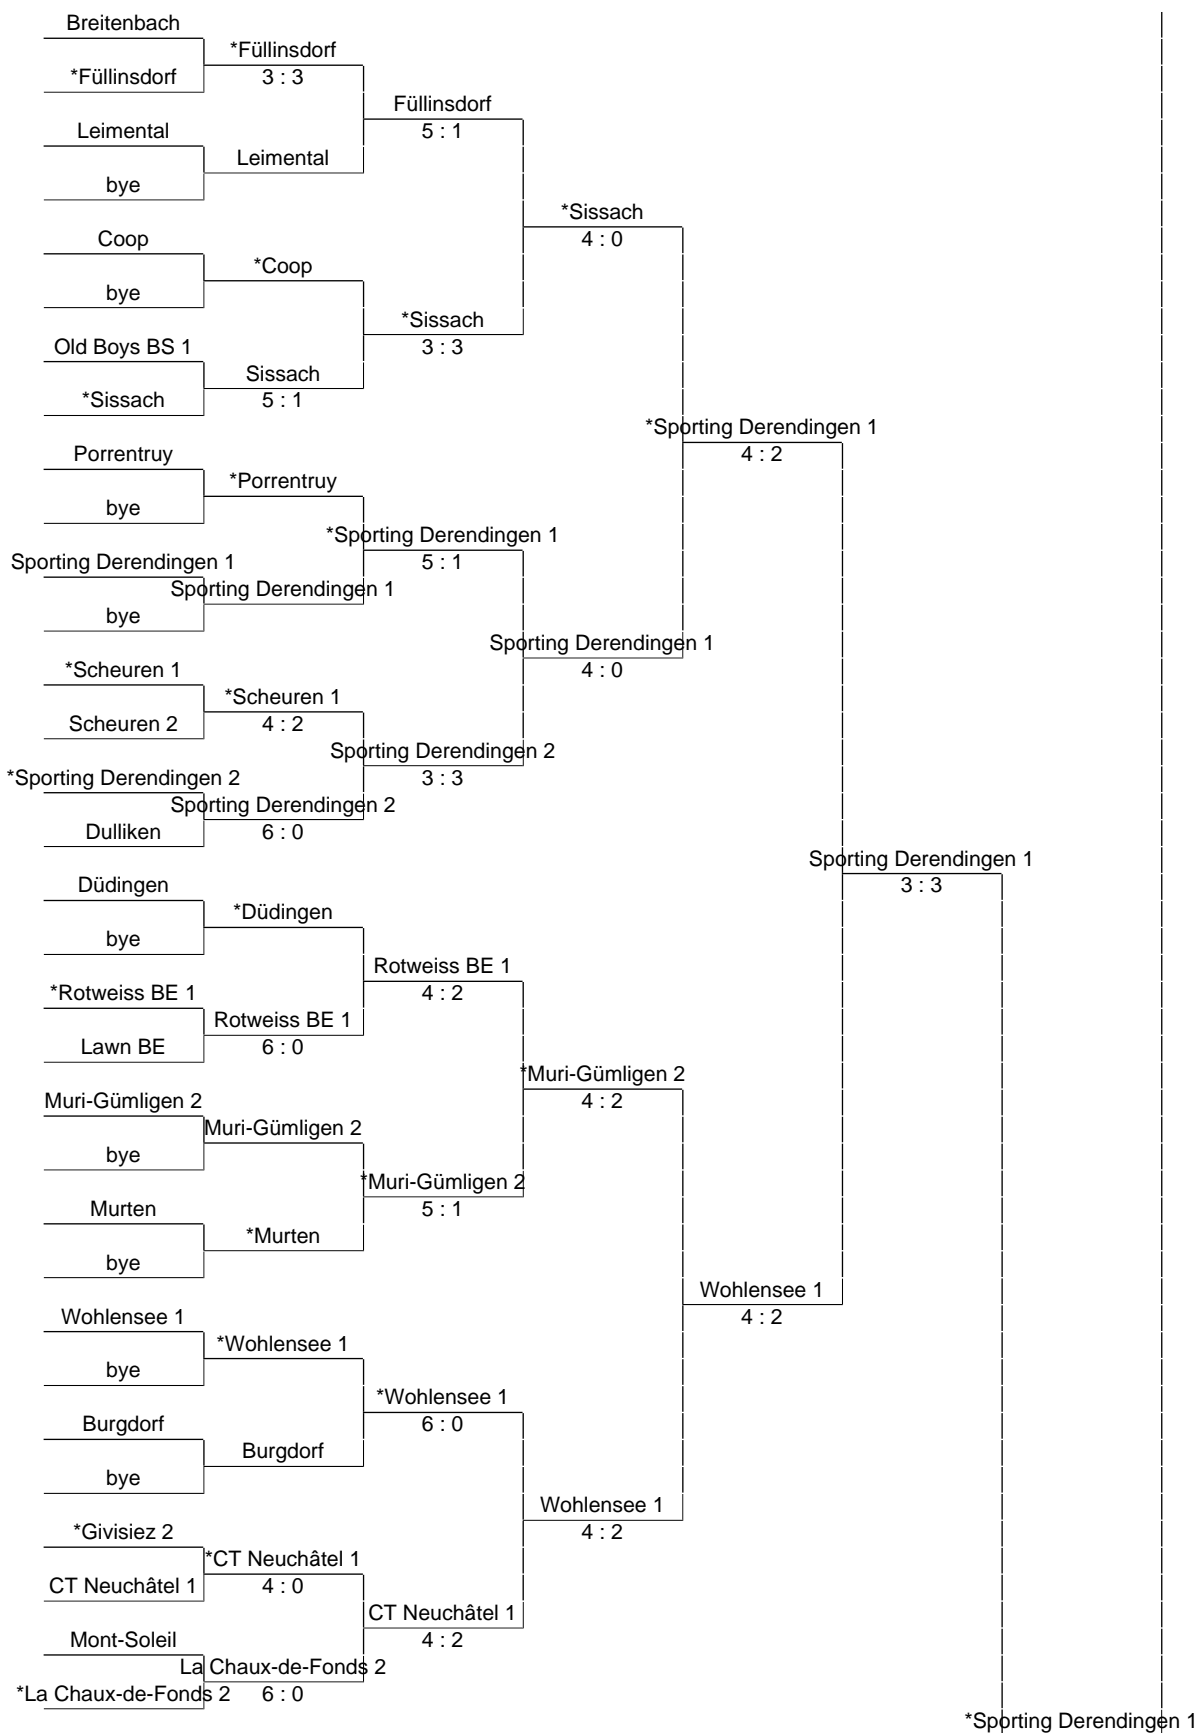 Breitenbach
*Füllinsdorf
*Füllinsdorf
3 : 3
Füllinsdorf
5 : 1
Leimental
Leimental
bye
*Sissach
4 : 0
Coop
*Coop
bye
*Sissach
3 : 3
Old Boys BS 1
Sissach
*Sissach
5 : 1
*Sporting Derendingen 1
4 : 2
Porrentruy
*Porrentruy
bye
*Sporting Derendingen 1
5 : 1
Sporting Derendingen 1
Sporting Derendingen 1
bye
Sporting Derendingen 1
4 : 0
*Scheuren 1
*Scheuren 1
Scheuren 2
4 : 2
Sporting Derendingen 2
3 : 3
*Sporting Derendingen 2
Sporting Derendingen 2
Dulliken
6 : 0
Sporting Derendingen 1
3 : 3
Düdingen
*Düdingen
bye
Rotweiss BE 1
4 : 2
*Rotweiss BE 1
Rotweiss BE 1
Lawn BE
6 : 0
*Muri-Gümligen 2
4 : 2
Muri-Gümligen 2
Muri-Gümligen 2
bye
*Muri-Gümligen 2
5 : 1
Murten
*Murten
bye
Wohlensee 1
4 : 2
Wohlensee 1
*Wohlensee 1
bye
*Wohlensee 1
6 : 0
Burgdorf
Burgdorf
bye
Wohlensee 1
4 : 2
*Givisiez 2
*CT Neuchâtel 1
CT Neuchâtel 1
4 : 0
CT Neuchâtel 1
4 : 2
Mont-Soleil
La Chaux-de-Fonds 2
*La Chaux-de-Fonds 2
6 : 0
*Sporting Derendingen 1